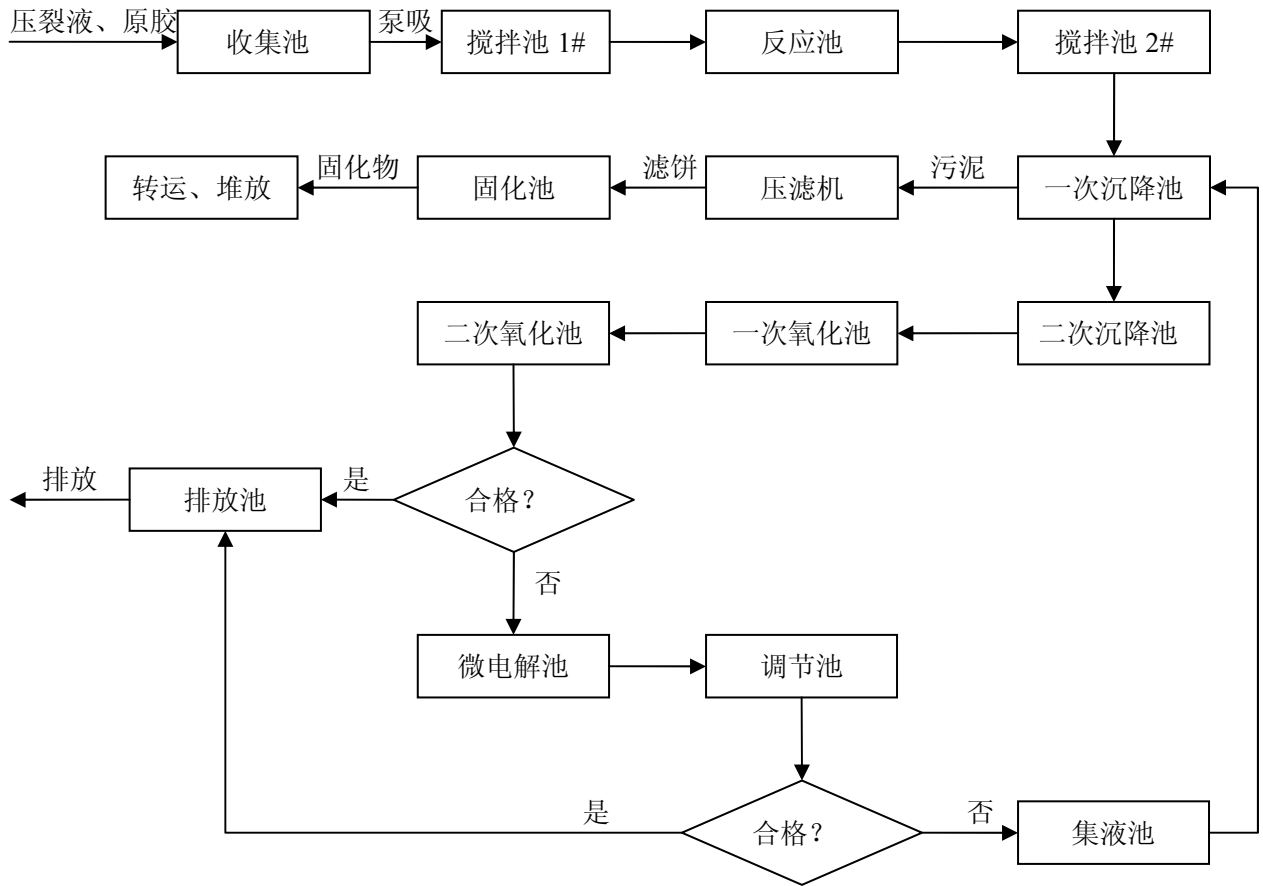 压裂液、原胶
收集池
泵吸
搅拌池 1#
反应池
搅拌池 2#
转运、堆放
固化物
固化池
滤饼
压滤机
污泥
一次沉降池
二次氧化池
一次氧化池
二次沉降池
排放
排放池
是
合格？
否
微电解池
调节池
是
合格？
否
集液池